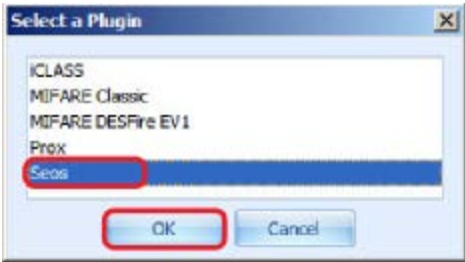 Select a Plugin
iCLASS
MIFARE Classic
MIFARE DESFire EV1
Prox
Seos
OK
Cancel